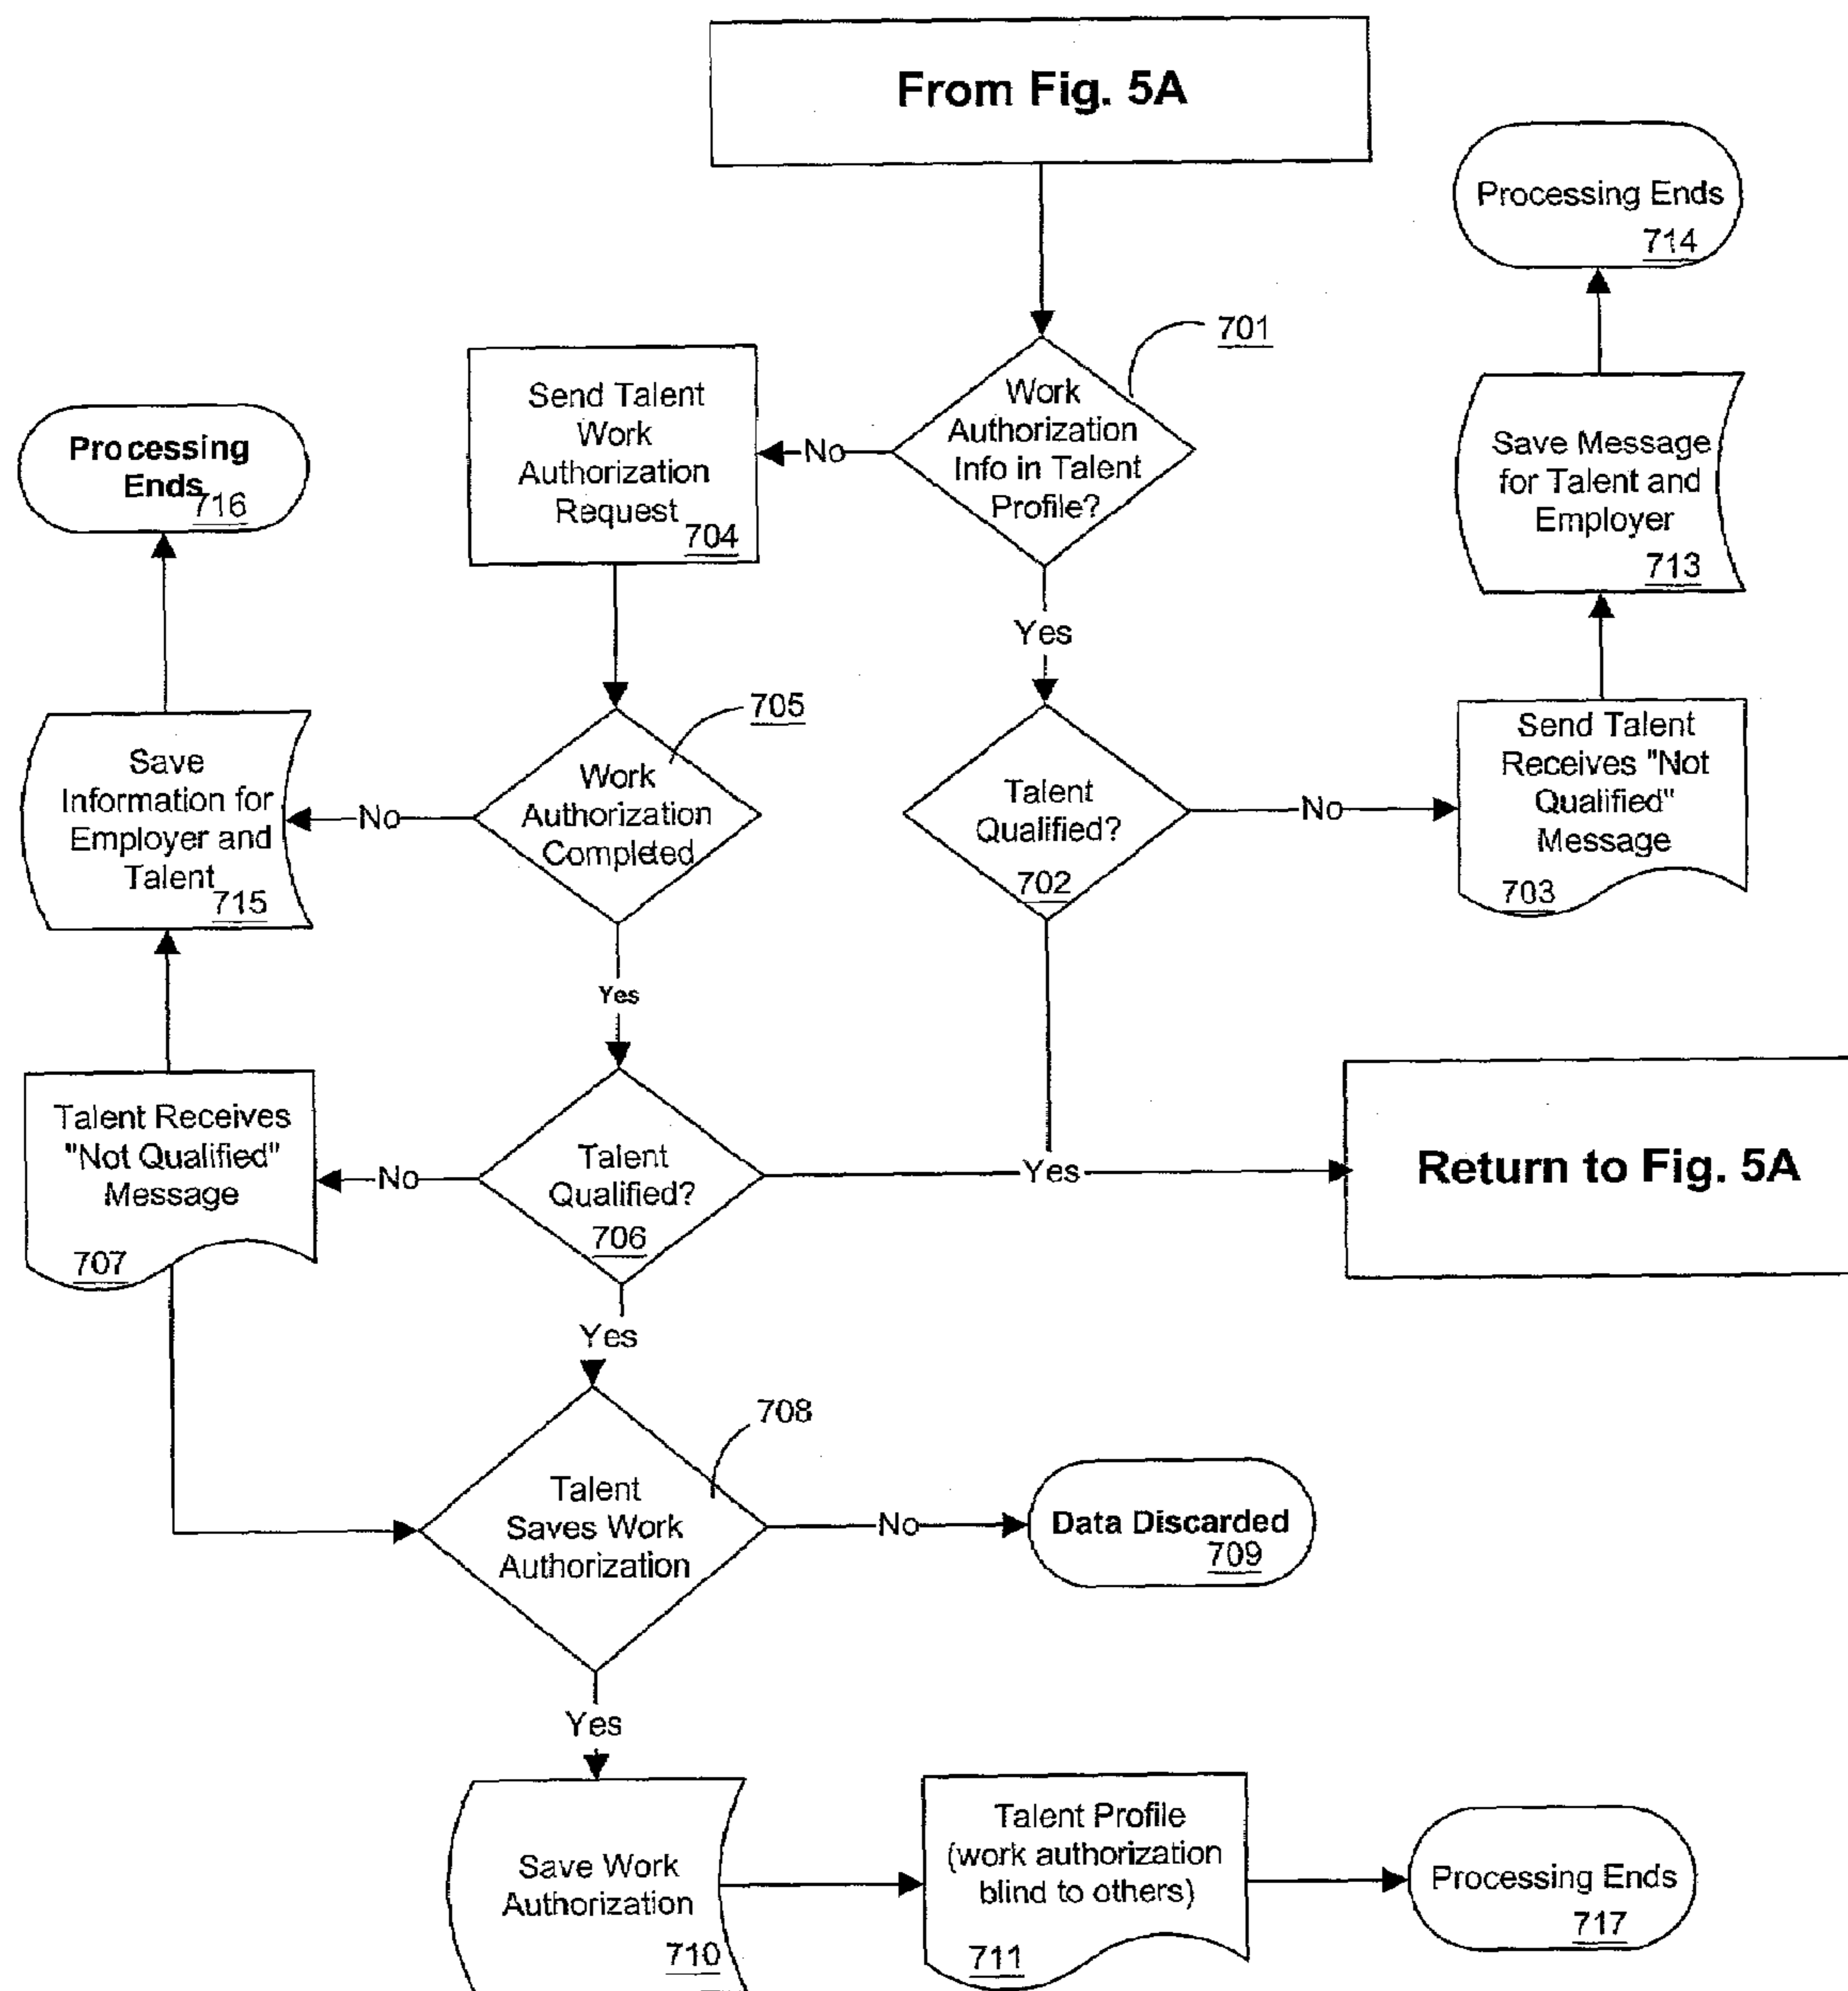 From Fig. 5A
Processing Ends
714
701
Work
Authorization
Info in Talent
Profile?
No
Send Talent
Work
Authorization
Request
704
Save Message
for Talent and
Employer
713
Processing
Ends
716
Yes
705
Send Talent
Receives "Not
Qualified"
Message
703
Save
Information for
Employer and
Talent
715
No
Work
Authorization
Completed
Talent
Qualified?
702
No
Yes
Talent Receives
"Not Qualified"
Message
707
No
Talent
Qualified?
706
Yes
Return to Fig. 5A
Yes
708
Talent
Saves Work
Authorization
No
Data Discarded
709
Yes
Save Work
Authorization
710
Talent Profile
(work authorization
blind to others)
711
Processing Ends
717